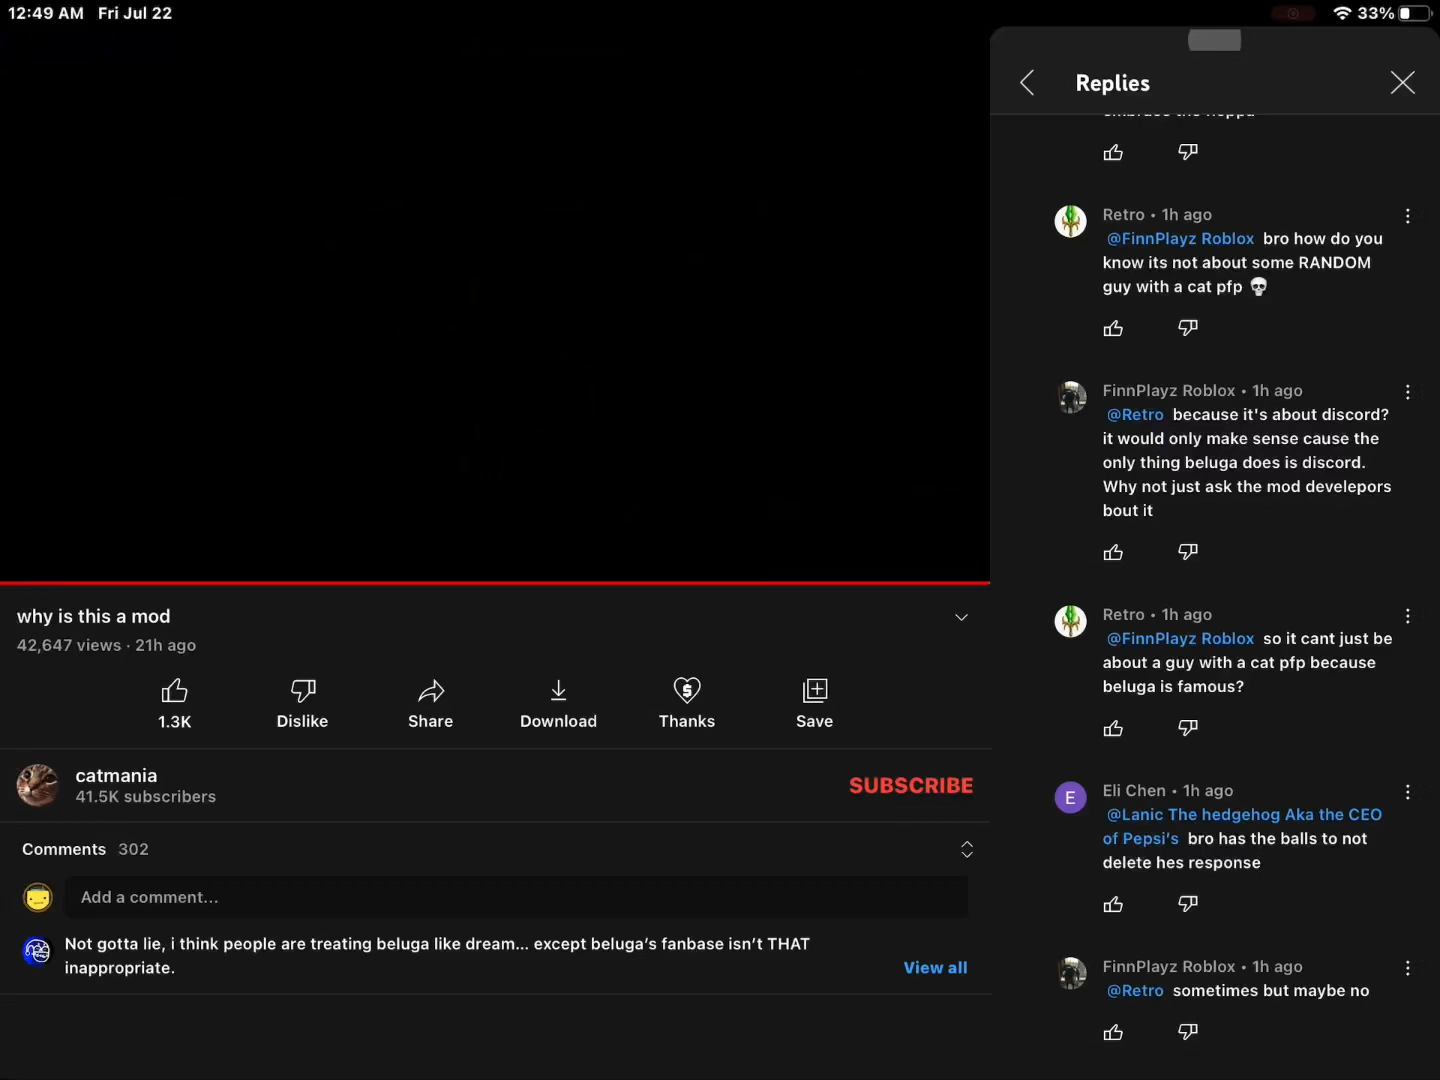 12:49 AM Fri Jul 22
33%
why is this a mod
42,647 views · 21h ago
1.3K
Dislike
Share
Download
Thanks
Save
catmania
41.5K subscribers
SUBSCRIBE
Comments 302
Add a comment...
Not gotta lie, i think people are treating beluga like dream... except beluga's fanbase isn't THAT
inappropriate.
View all
Replies
embrace the
Retro • 1h ago
@FinnPlayz Roblox bro how do you
know its not about some RANDOM
guy with a cat pfp 💀
FinnPlayz Roblox • 1h ago
@Retro because it's about discord?
it would only make sense cause the
only thing beluga does is discord.
Why not just ask the mod develepors
bout it
Retro • 1h ago
@FinnPlayz Roblox so it cant just be
about a guy with a cat pfp because
beluga is famous?
E
Eli Chen • 1h ago
@Lanic The hedgehog Aka the CEO
of Pepsi's bro has the balls to not
delete hes response
FinnPlayz Roblox • 1h ago
@Retro sometimes but maybe no